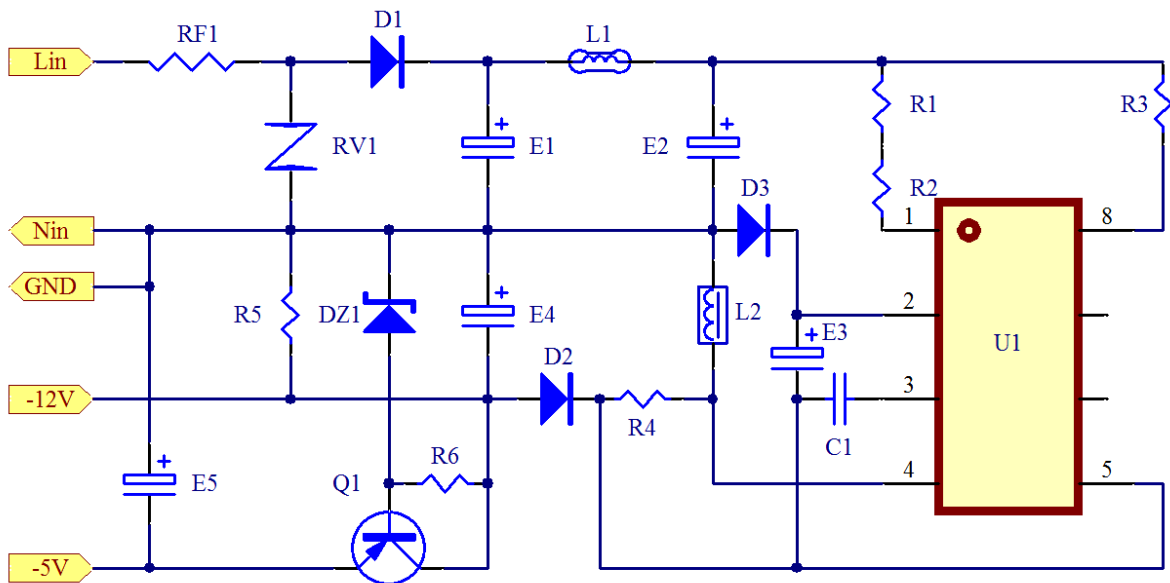 D1
L1
Lin
RF1
R1
R3
RV1
E1
E2
R2
D3
1
8
Nin
GND
R5
DZ1
E4
L2
2
E3
U1
D2
-12V
R4
3
C1
R6
4
5
E5
Q1
-5V